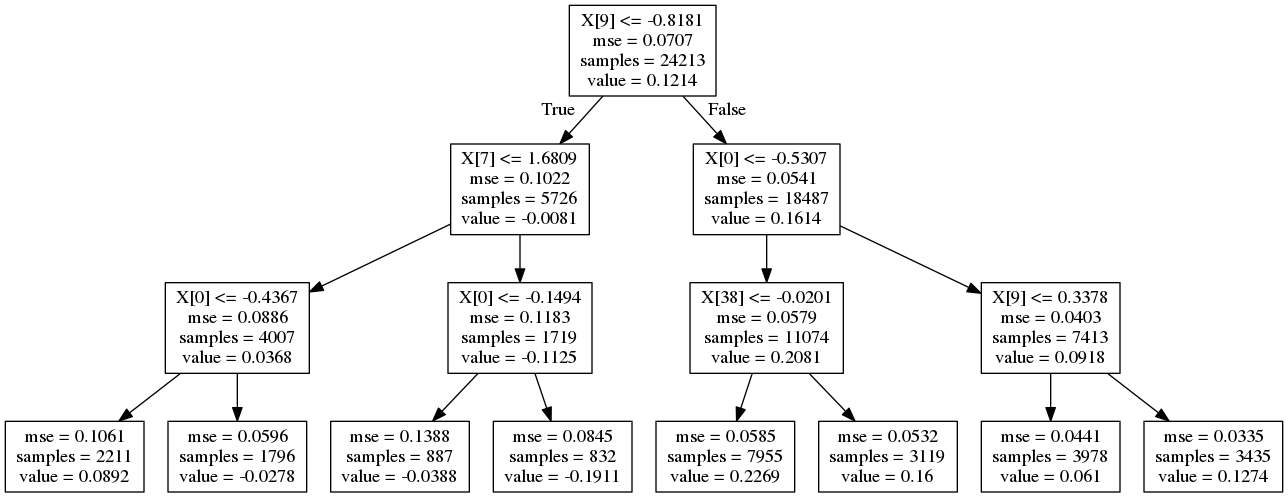 X[9] <= -0.8181
mse = 0.0707
samples = 24213
value = 0.1214
True
False
X[7] <= 1.6809
mse = 0.1022
samples = 5726
value = -0.0081
X[0] <= -0.5307
mse = 0.0541
samples = 18487
value = 0.1614
X[0] <= -0.4367
mse = 0.0886
samples = 4007
value = 0.0368
X[0] <= -0.1494
mse = 0.1183
samples = 1719
value = -0.1125
X[38] <= -0.0201
mse = 0.0579
samples = 11074
value = 0.2081
X[9] <= 0.3378
mse = 0.0403
samples = 7413
value = 0.0918
mse = 0.1061
samples = 2211
value = 0.0892
mse = 0.0596
samples = 1796
value = -0.0278
mse = 0.1388
samples = 887
value = -0.0388
mse = 0.0845
samples = 832
value = -0.1911
mse = 0.0585
samples = 7955
value = 0.2269
mse = 0.0532
samples = 3119
value = 0.16
mse = 0.0441
samples = 3978
value = 0.061
mse = 0.0335
samples = 3435
value = 0.1274